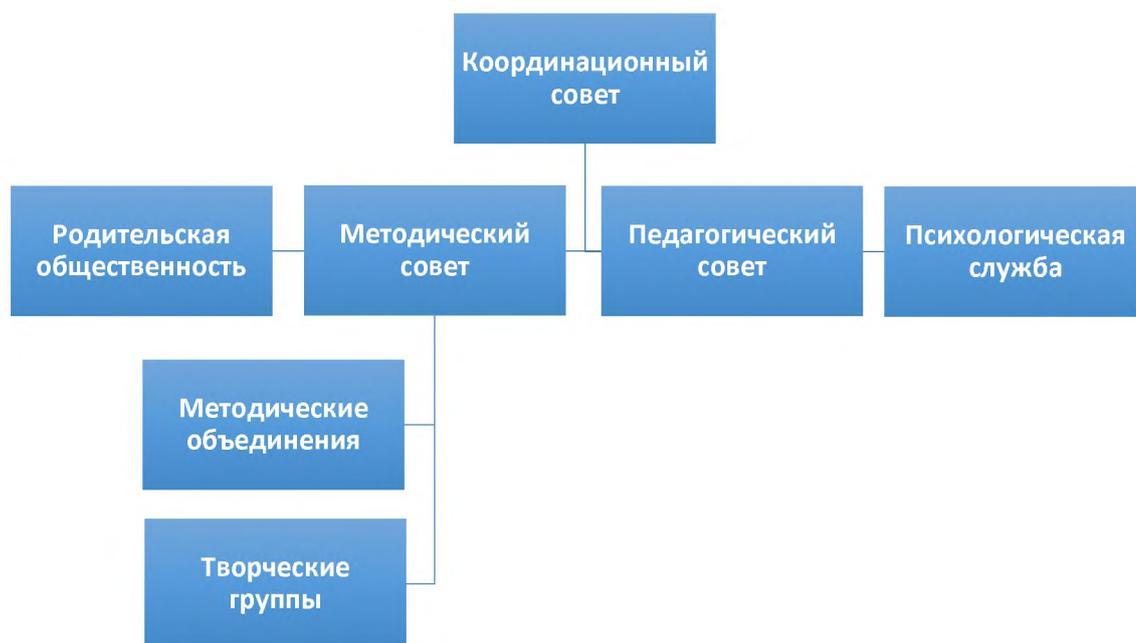 Координационный
совет
Родительская
общественность
Методический
совет
Педагогический
совет
Психологическая
служба
Методические
объединения
Творческие
группы